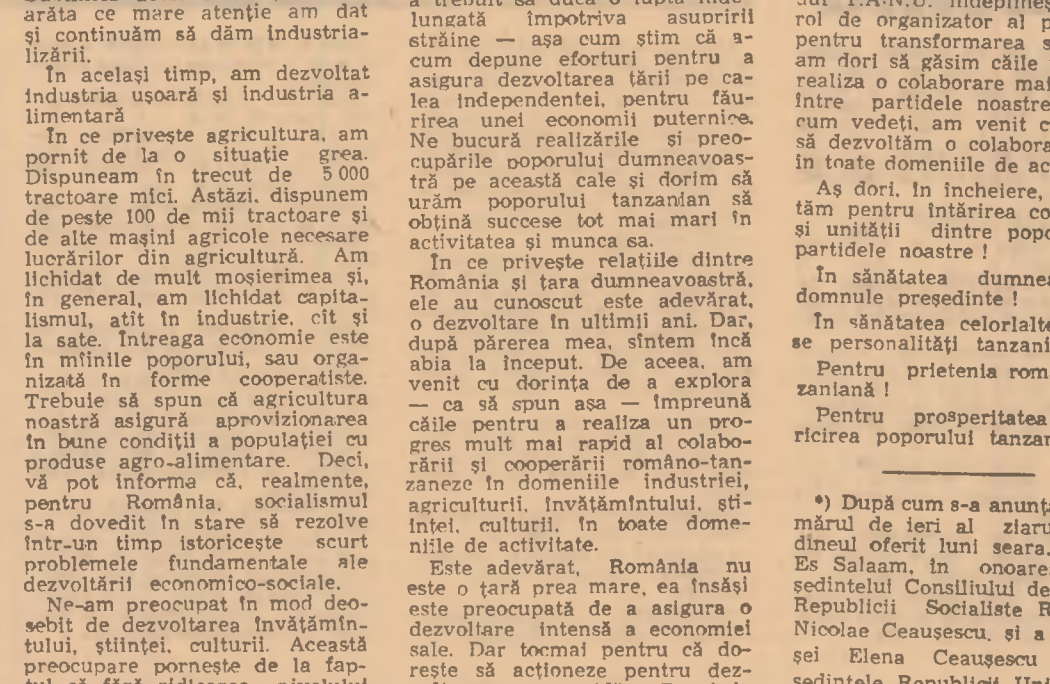 arăta ce mare atenție am dat
și continuăm să dăm industria-
lizării.
În același timp, am dezvoltat
industria ușoară și industria a-
limentară
În ce privește agricultura, am
pornit de la o situație grea.
Dispuneam în trecut de 5 000
tractoare mici. Astăzi, dispunem
de peste 100 de mii tractoare și
de alte mașini agricole necesare
lucrărilor din agricultură. Am
lichidat de mult moșierimea și,
în general, am lichidat capita-
lismul, atît în industrie, cît și
la sate. Întreaga economie este
în mîinile poporului, sau orga-
nizată în forme cooperatiste.
Trebuie să spun că agricultura
noastră asigură aprovizionarea
în bune condiții a populației cu
produse agro-alimentare. Deci,
vă pot informa că, realmente,
pentru România, socialismul
s-a dovedit în stare să rezolve
într-un timp istoricește scurt
problemele fundamentale ale
dezvoltării economico-sociale.
Ne-am preocupat în mod deo-
sebit de dezvoltarea învățămîn-
tului, științei, culturii. Această
preocupare pornește de la fap-
lungată împotriva asupririi
străine — așa cum știm că a-
cum depune eforturi pentru a
asigura dezvoltarea țării pe ca-
lea independenței, pentru fău-
rirea unei economii puternice.
Ne bucură realizările și preo-
cupările poporului dumneavoas-
tră pe această cale și dorim să
urăm poporului tanzanian să
obțină succese tot mai mari în
activitatea și munca sa.
În ce privește relațiile dintre
România și țara dumneavoastră,
ele au cunoscut este adevărat,
o dezvoltare în ultimii ani. Dar,
după părerea mea, sîntem încă
abia la început. De aceea, am
venit cu dorința de a explora
— ca să spun așa — împreună
căile pentru a realiza un pro-
gres mult mai rapid al colabo-
rării și cooperării româno-tan-
zaneze în domeniile industriei,
agriculturii, învățămîntului, ști-
inței, culturii, în toate dome-
niile de activitate.
Este adevărat, România nu
este o țară prea mare, ea însăși
este preocupată de a asigura o
dezvoltare intensă a economiei
sale. Dar tocmai pentru că do-
rește să acționeze pentru dez-
rol de organizator al p
pentru transformarea s
am dori să găsim căile
realiza o colaborare mai
între partidele noastre
cum vedeți, am venit c
să dezvoltăm o colabora
în toate domeniile de ac
Aș dori, în încheiere,
tăm pentru întărirea co
și unității dintre popo
partidele noastre !
În sănătatea dumnea
domnule președinte !
În sănătatea celorlalte
se personalități tanzani
Pentru prietenia rom
zaniană !
Pentru prosperitatea
ricirea poporului tanzan
*) După cum s-a anunț
mărul de ieri al ziaru
dineul oferit luni seara,
Es Salaam, în onoare
ședintelui Consiliului de
Republicii Socialiste R
Nicolae Ceaușescu, și a
șei Elena Ceaușescu